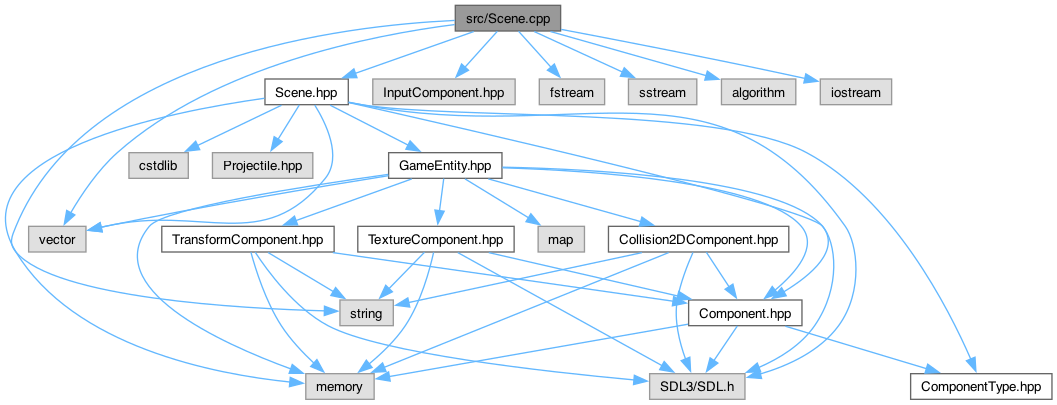 src/Scene.cpp
Scene.hpp
InputComponent.hpp
fstream
sstream
algorithm
iostream
cstdlib
Projectile.hpp
GameEntity.hpp
vector
TransformComponent.hpp
TextureComponent.hpp
map
Collision2DComponent.hpp
string
Component.hpp
memory
SDL3/SDL.h
ComponentType.hpp